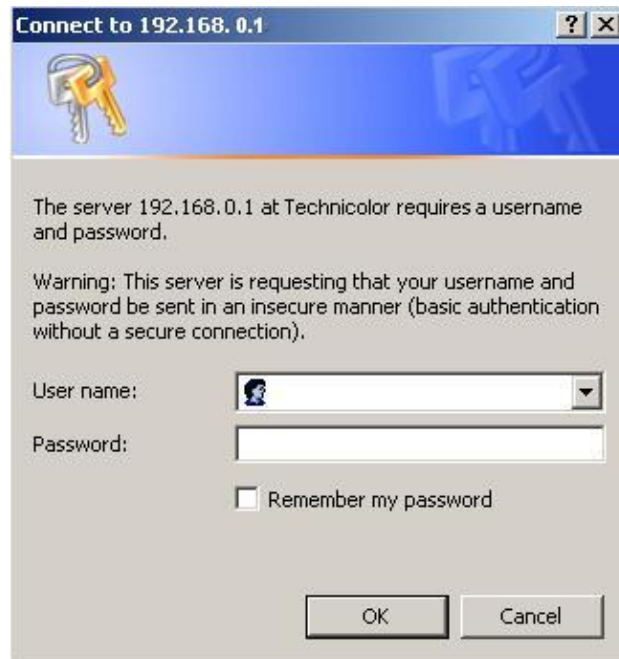 Connect to 192.168. 0.1
The server 192.168.0.1 at Technicolor requires a username
and password.
Warning: This server is requesting that your username and
password be sent in an insecure manner (basic authentication
without a secure connection).
User name:
Password:
Remember my password
OK Cancel